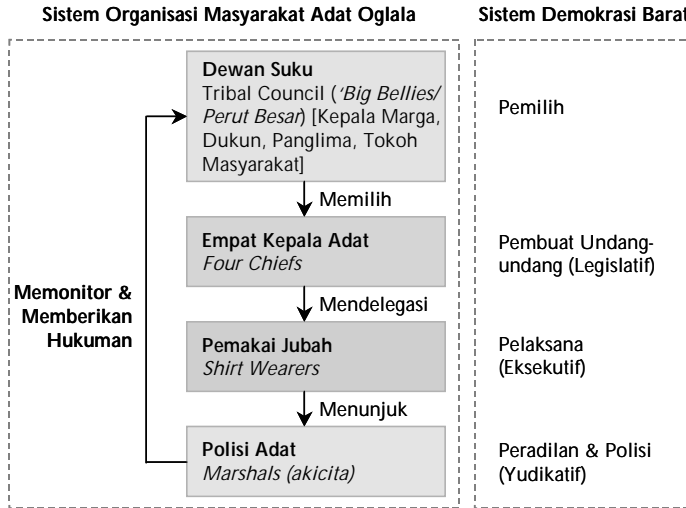 Sistem Organisasi Masyarakat Adat Oglala
Sistem Demokrasi Barat
Dewan Suku
Tribal Council ('Big Bellies/
Perut Besar) [Kepala Marga,
Dukun, Panglima, Tokoh
Masyarakat]
Pemilih
Memilih
Empat Kepala Adat
Four Chiefs
Pembuat Undang-
undang (Legislatif)
Memonitor &
Memberikan
Hukuman
Mendelegasi
Pemakai Jubah
Shirt Wearers
Pelaksana
(Eksekutif)
Menunjuk
Polisi Adat
Marshals (akicita)
Peradilan & Polisi
(Yudikatif)